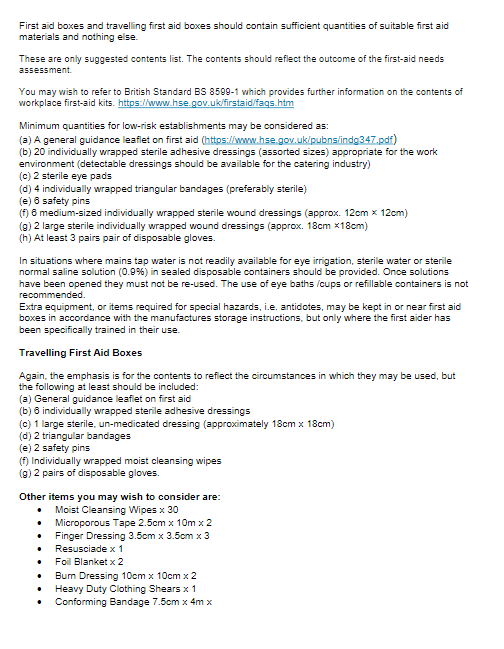 First aid boxes and travelling first aid boxes should contain sufficient quantities of suitable first aid
materials and nothing else.
These are only suggested contents list. The contents should reflect the outcome of the first-aid needs
assessment.
You may wish to refer to British Standard BS 8599-1 which provides further information on the contents of
workplace first-aid kits. https://www.hse.gov.uk/firstaid/faqs.htm
Minimum quantities for low-risk establishments may be considered as:
(a) A general guidance leaflet on first aid (https://www.hse.gov.uk/pubns/indg347.pdf)
(b) 20 individually wrapped sterile adhesive dressings (assorted sizes) appropriate for the work
environment (detectable dressings should be available for the catering industry)
(c) 2 sterile eye pads
(d) 4 individually wrapped triangular bandages (preferably sterile)
(e) 6 safety pins
(f) 6 medium-sized individually wrapped sterile wound dressings (approx. 12cm × 12cm)
(g) 2 large sterile individually wrapped wound dressings (approx. 18cm ×18cm)
(h) At least 3 pairs pair of disposable gloves.
In situations where mains tap water is not readily available for eye irrigation, sterile water or sterile
normal saline solution (0.9%) in sealed disposable containers should be provided. Once solutions
have been opened they must not be re-used. The use of eye baths /cups or refillable containers is not
recommended.
Extra equipment, or items required for special hazards, i.e. antidotes, may be kept in or near first aid
boxes in accordance with the manufactures storage instructions, but only where the first aider has
been specifically trained in their use.
Travelling First Aid Boxes
Again, the emphasis is for the contents to reflect the circumstances in which they may be used, but
the following at least should be included:
(a) General guidance leaflet on first aid
(b) 6 individually wrapped sterile adhesive dressings
(c) 1 large sterile, un-medicated dressing (approximately 18cm x 18cm)
(d) 2 triangular bandages
(e) 2 safety pins
(f) Individually wrapped moist cleansing wipes
(g) 2 pairs of disposable gloves.
Other items you may wish to consider are:
• Moist Cleansing Wipes x 30
• Microporous Tape 2.5cm x 10m x 2
• Finger Dressing 3.5cm x 3.5cm x 3
• Resusciade x 1
• Foil Blanket x 2
• Burn Dressing 10cm x 10cm x 2
• Heavy Duty Clothing Shears x 1
• Conforming Bandage 7.5cm x 4m x